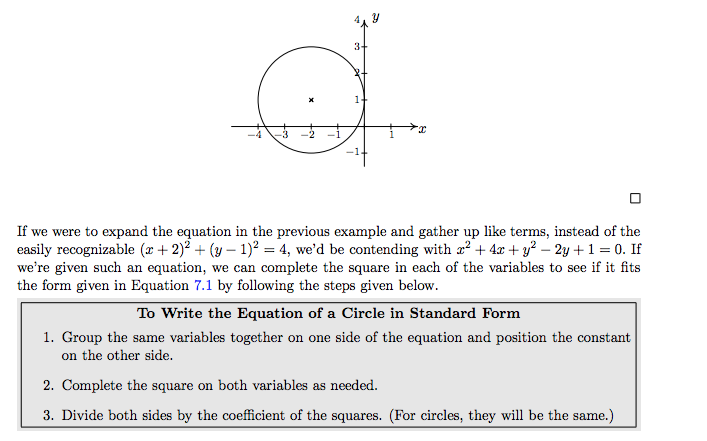 4 y
3
2
1
−4 −3 −2 −1 1 x
−1
If we were to expand the equation in the previous example and gather up like terms, instead of the
easily recognizable (x + 2)² + (y − 1)² = 4, we'd be contending with x² + 4x + y² − 2y + 1 = 0. If
we're given such an equation, we can complete the square in each of the variables to see if it fits
the form given in Equation 7.1 by following the steps given below.
To Write the Equation of a Circle in Standard Form
1. Group the same variables together on one side of the equation and position the constant
on the other side.
2. Complete the square on both variables as needed.
3. Divide both sides by the coefficient of the squares. (For circles, they will be the same.)